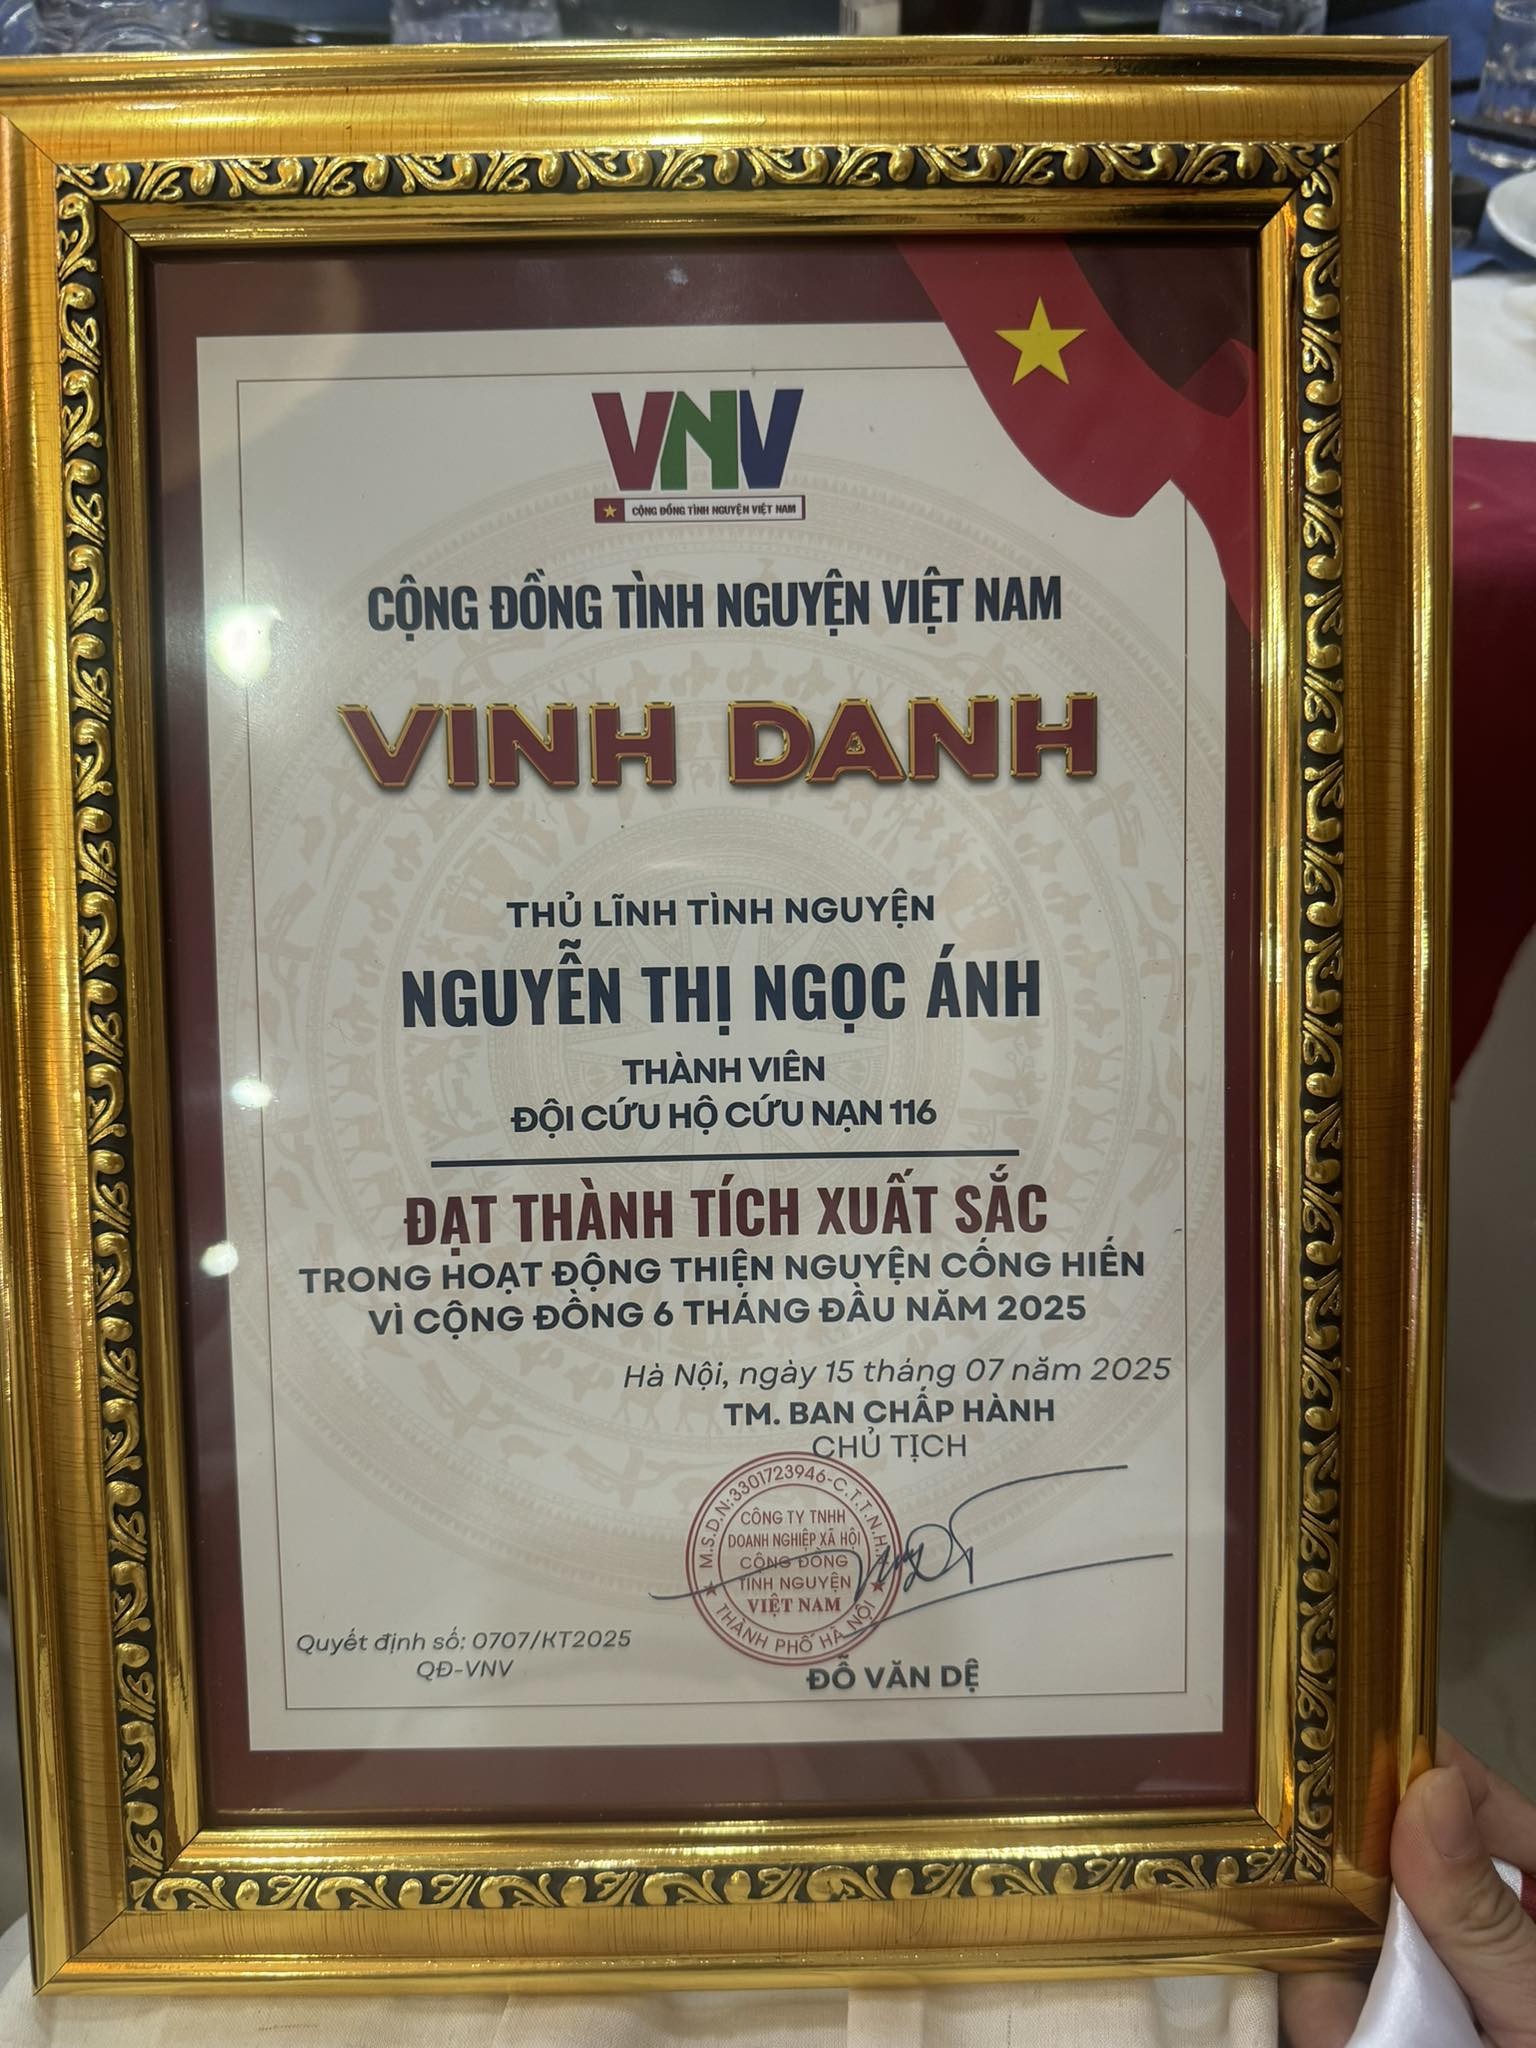 VNV
CỘNG ĐỒNG TÌNH NGUYỆN VIỆT NAM
CỘNG ĐỒNG TÌNH NGUYỆN VIỆT NAM
VINH DANH
THỦ LĨNH TÌNH NGUYỆN
NGUYỄN THỊ NGỌC ÁNH
THÀNH VIÊN
ĐỘI CỨU HỘ CỨU NẠN 116
ĐẠT THÀNH TÍCH XUẤT SẮC
TRONG HOẠT ĐỘNG THIỆN NGUYỆN CỐNG HIẾN
VÌ CỘNG ĐỒNG 6 THÁNG ĐẦU NĂM 2025
Hà Nội, ngày 15 tháng 07 năm 2025
TM. BAN CHẤP HÀNH
CHỦ TỊCH
M.S.D.N:3301723946-C.T.T.N.H.
CÔNG TY TNHH
DOANH NGHIỆP XÃ HỘI
CỘNG ĐỒNG
TÌNH NGUYỆN
VIỆT NAM
THÀNH PHỐ HÀ NỘI
Quyết định số: 0707/KT2025
QĐ-VNV
ĐỖ VĂN DỆ